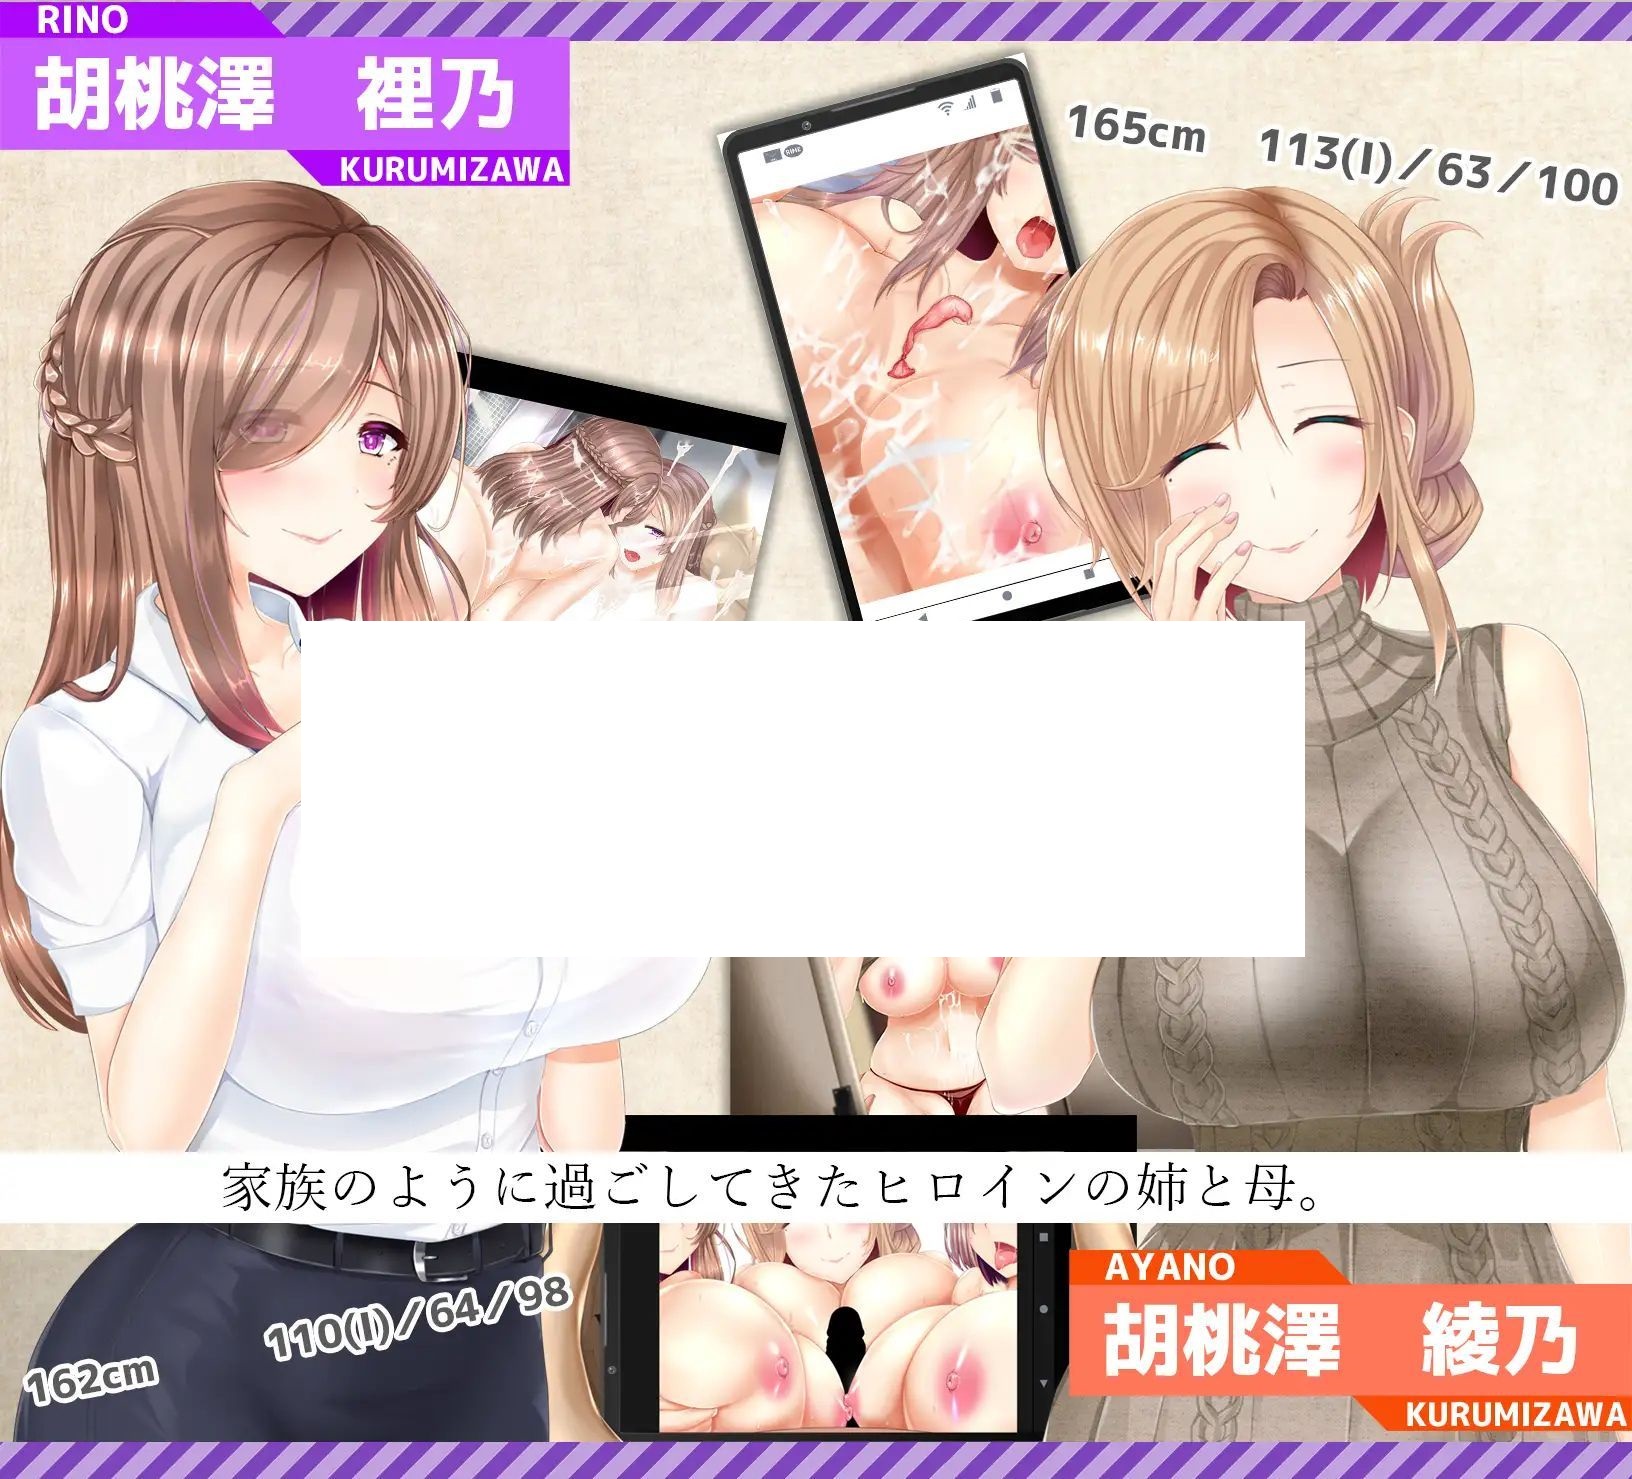 RINO
胡桃澤 裡乃
KURUMIZAWA
RIME
165cm 113(I)/63/100
家族のように過ごしてきたヒロインの姉と母。
110(I)/64/98
162cm
AYANO
胡桃澤 綾乃
KURUMIZAWA